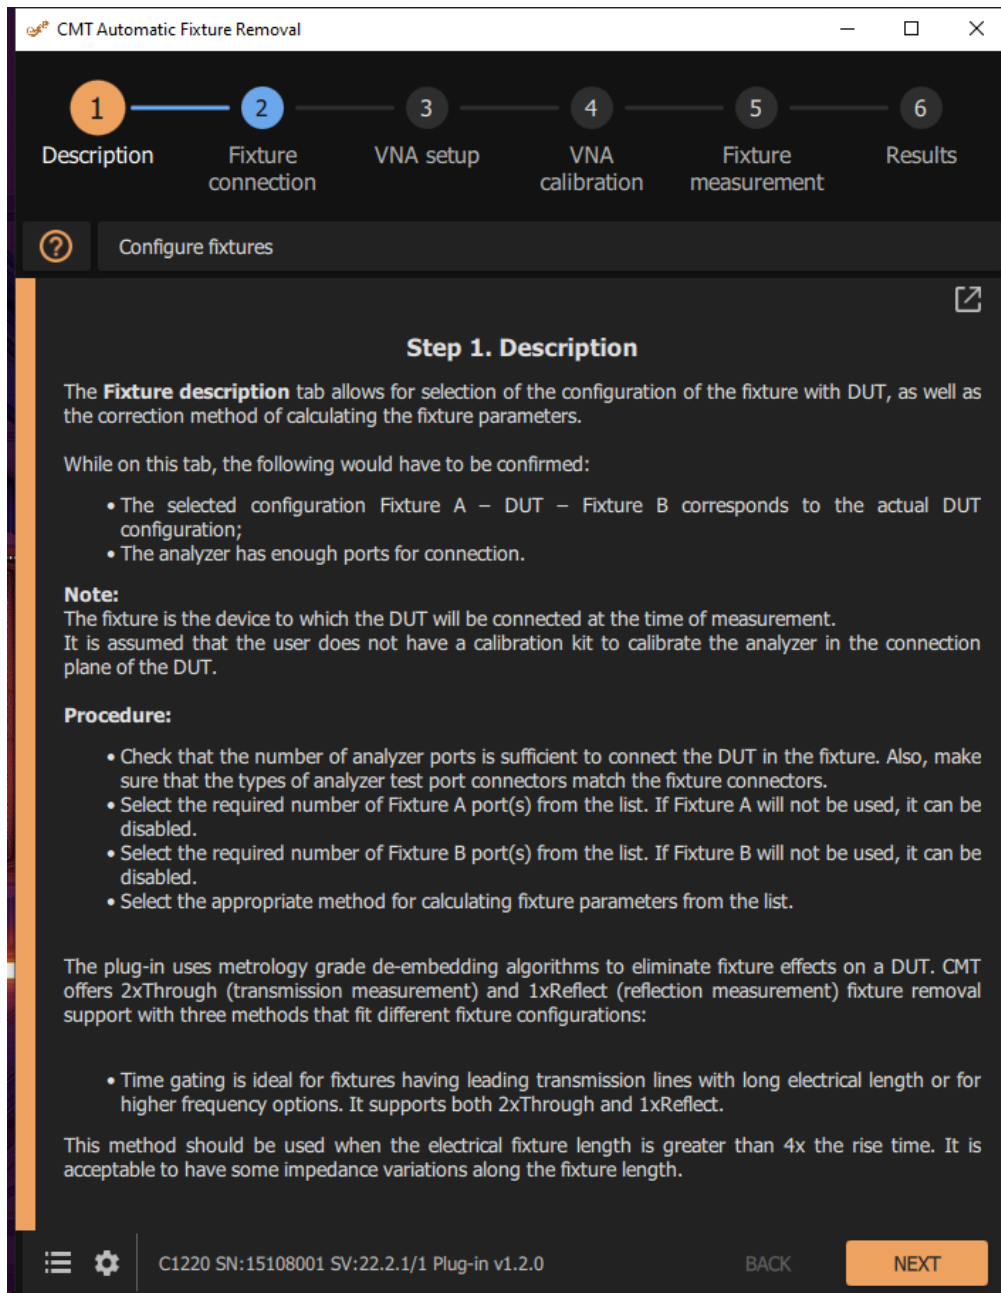 CMT Automatic Fixture Removal
1
2
3
4
5
6
Description
Fixture
connection
VNA setup
VNA
calibration
Fixture
measurement
Results
Configure fixtures
Step 1. Description
The Fixture description tab allows for selection of the configuration of the fixture with DUT, as well as
the correction method of calculating the fixture parameters.
While on this tab, the following would have to be confirmed:
• The selected configuration Fixture A – DUT – Fixture B corresponds to the actual DUT
configuration;
• The analyzer has enough ports for connection.
Note:
The fixture is the device to which the DUT will be connected at the time of measurement.
It is assumed that the user does not have a calibration kit to calibrate the analyzer in the connection
plane of the DUT.
Procedure:
• Check that the number of analyzer ports is sufficient to connect the DUT in the fixture. Also, make
sure that the types of analyzer test port connectors match the fixture connectors.
• Select the required number of Fixture A port(s) from the list. If Fixture A will not be used, it can be
disabled.
• Select the required number of Fixture B port(s) from the list. If Fixture B will not be used, it can be
disabled.
• Select the appropriate method for calculating fixture parameters from the list.
The plug-in uses metrology grade de-embedding algorithms to eliminate fixture effects on a DUT. CMT
offers 2xThrough (transmission measurement) and 1xReflect (reflection measurement) fixture removal
support with three methods that fit different fixture configurations:
• Time gating is ideal for fixtures having leading transmission lines with long electrical length or for
higher frequency options. It supports both 2xThrough and 1xReflect.
This method should be used when the electrical fixture length is greater than 4x the rise time. It is
acceptable to have some impedance variations along the fixture length.
C1220 SN:15108001 SV:22.2.1/1 Plug-in v1.2.0
BACK
NEXT